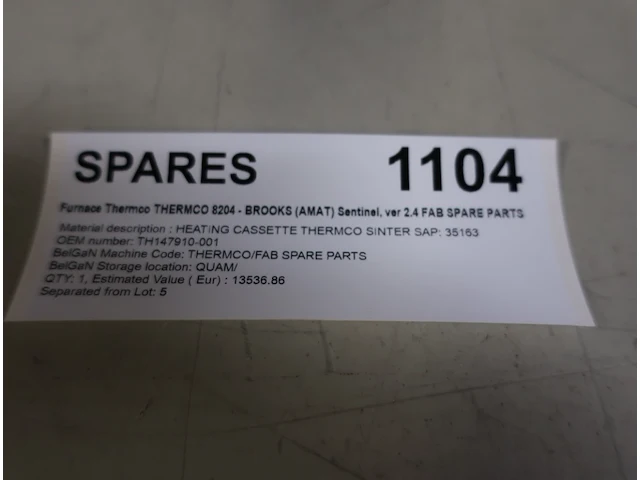 SPARES 1104
Furnace Thermco THERMCO 8204 - BROOKS (AMAT) Sentinel, ver 2.4 FAB SPARE PARTS
Material description : HEATING CASSETTE THERMCO SINTER SAP: 35163
OEM number: TH147910-001
BelGaN Machine Code: THERMCO/FAB SPARE PARTS
BelGaN Storage location: QUAM/
QTY: 1, Estimated Value ( Eur) : 13536.86
Separated from Lot: 5